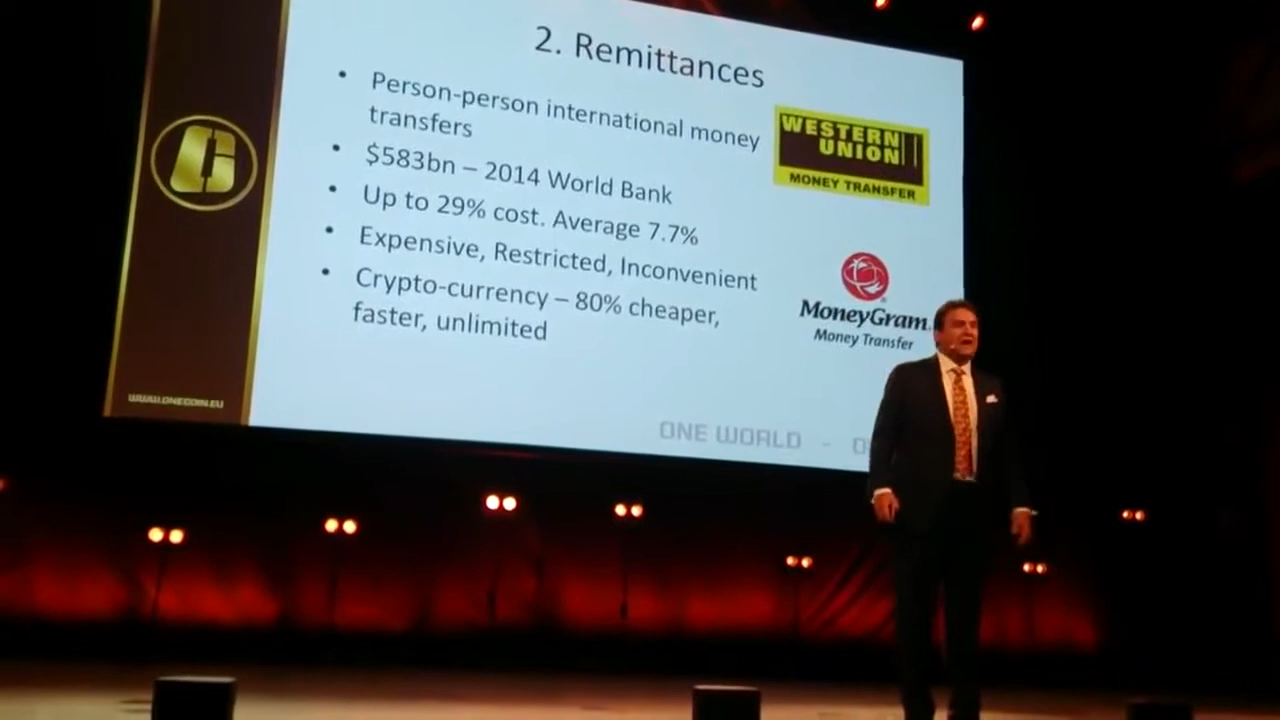 2. Remittances
• Person-person international money
transfers
• $583bn – 2014 World Bank
• Up to 29% cost. Average 7.7%
• Expensive, Restricted, Inconvenient
• Crypto-currency – 80% cheaper,
faster, unlimited
WESTERN
UNION
MONEY TRANSFER
MoneyGram
Money Transfer
WWW.ONECOIN.EU
ONE WORLD -